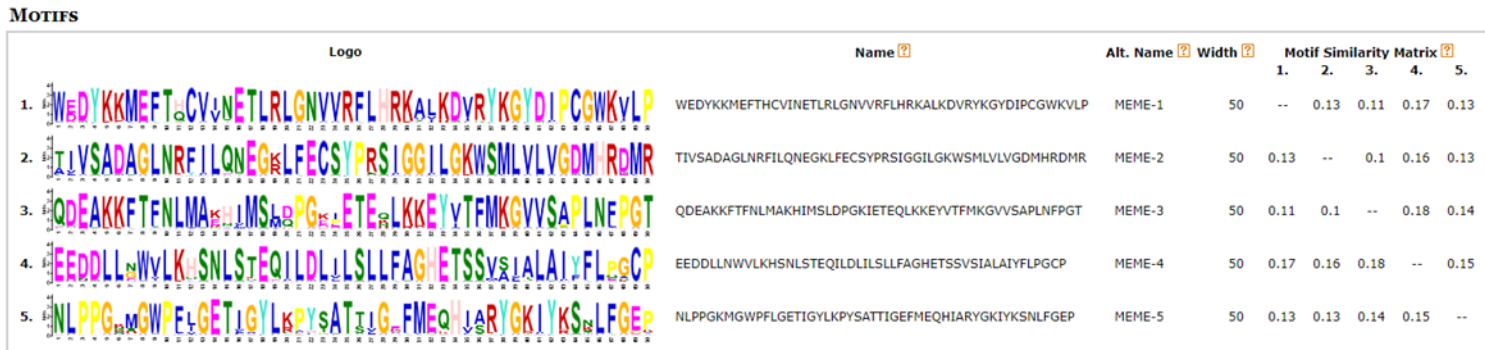 MOTIFS
Logo Name ? Alt. Name ? Width ? Motif Similarity Matrix ?
1. 2. 3. 4. 5.
1. WEDYKKMEFTHCVINETLRLGNVVRFLHRKALKDVRYKGYDIPCGWKVLP MEME-1 50 -- 0.13 0.11 0.17 0.13
2. TIVSADAGLNRFILQNEGKLFECSYPRSIGGILGKWSMLVLVGDMHRDMR MEME-2 50 0.13 -- 0.1 0.16 0.13
3. QDEAKKFTFNLMAKHIMSLDPGKIETEQLKKEYVTFMKGVVSAPLNFPGT MEME-3 50 0.11 0.1 -- 0.18 0.14
4. EEDDLLNWVLKHSNLSTEQILDLILSLLFAGHETSSVSIALAIYFLPGCP MEME-4 50 0.17 0.16 0.18 -- 0.15
5. NLPPGKMGWPFLGETIGYLKPYSATTIGEFMEQHIARYGKIYKSNLFGEP MEME-5 50 0.13 0.13 0.14 0.15 --